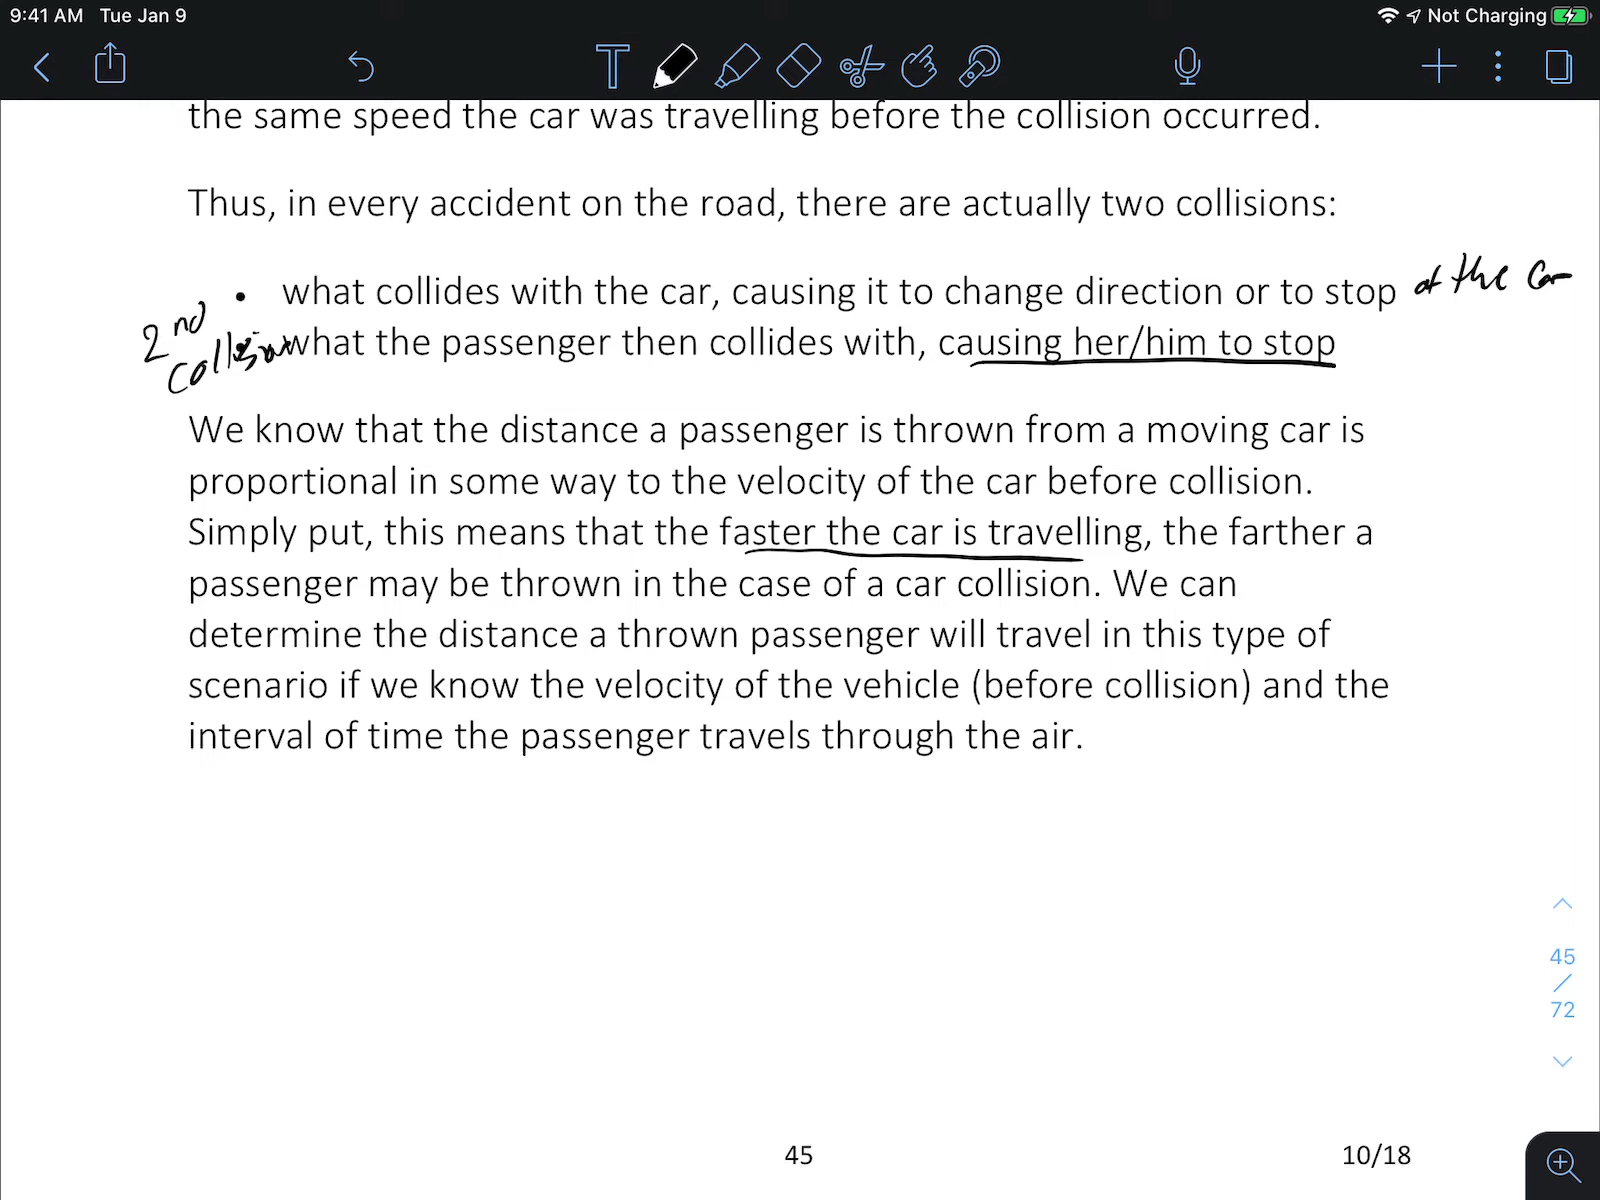 9:41 AM Tue Jan 9
Not Charging
the same speed the car was travelling before the collision occurred.
Thus, in every accident on the road, there are actually two collisions:
• what collides with the car, causing it to change direction or to stop of the Car
2nd
collision what the passenger then collides with, causing her/him to stop
We know that the distance a passenger is thrown from a moving car is
proportional in some way to the velocity of the car before collision.
Simply put, this means that the faster the car is travelling, the farther a
passenger may be thrown in the case of a car collision. We can
determine the distance a thrown passenger will travel in this type of
scenario if we know the velocity of the vehicle (before collision) and the
interval of time the passenger travels through the air.
45
/
72
45
10/18